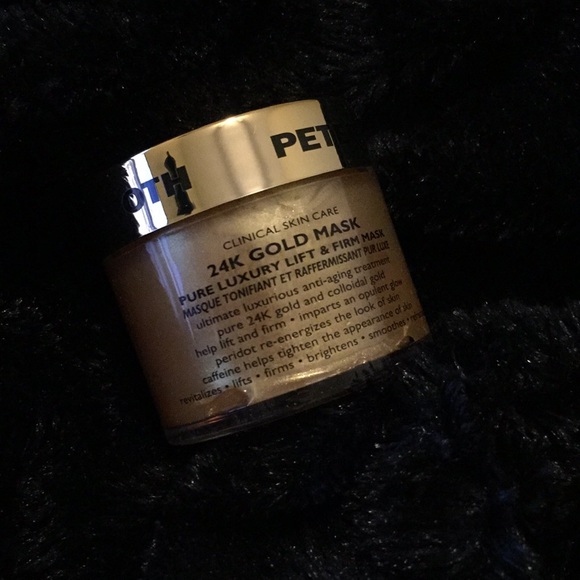 OTH PET
CLINICAL SKIN CARE
24K GOLD MASK
PURE LUXURY LIFT & FIRM MASK
MASQUE TONIFIANT ET RAFFERMISSANT PUR LUXE
ultimate luxurious anti-aging treatment
pure 24K gold and colloidal gold
help lift and firm • imparts an opulent glow
peridot re-energizes the look of skin
caffeine helps tighten the appearance of skin
revitalizes • lifts • firms • brightens • smoothes •